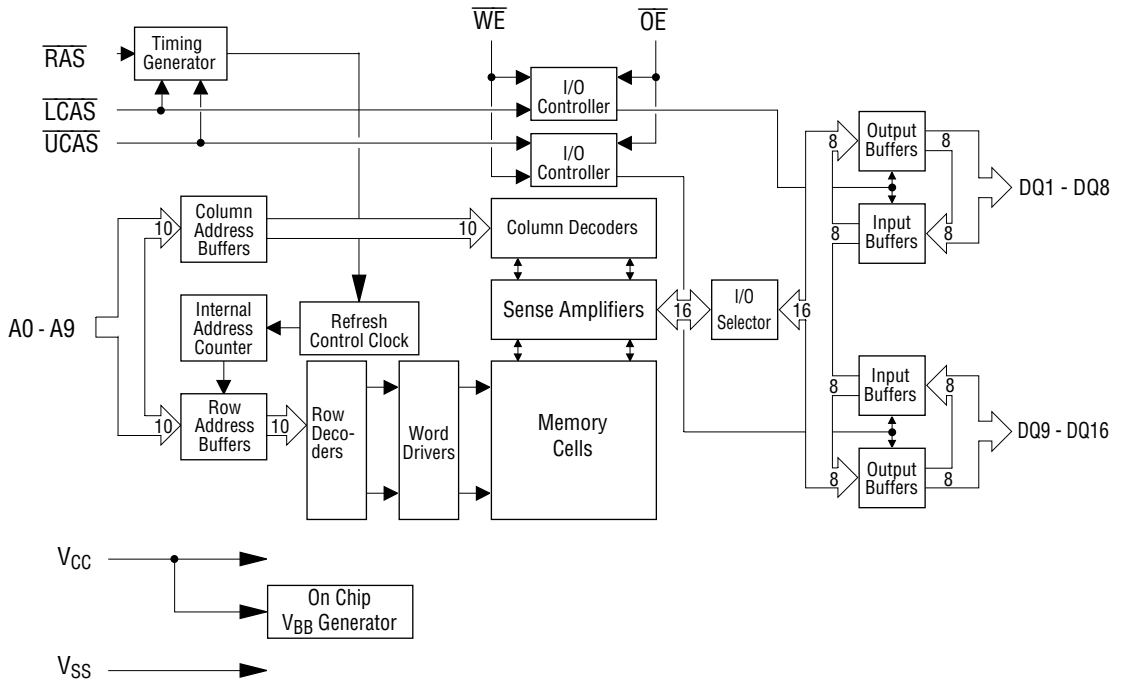 WE
OE
RAS
Timing
Generator
LCAS
UCAS
I/O
Controller
I/O
Controller
8
Output
Buffers
8
DQ1 - DQ8
8
Input
Buffers
8
A0 - A9
10
Column
Address
Buffers
10
Column Decoders
Internal
Address
Counter
Refresh
Control Clock
Sense Amplifiers
16
I/O
Selector
16
10
Row
Address
Buffers
10
Row
Deco-
ders
Word
Drivers
Memory
Cells
8
Input
Buffers
8
DQ9 - DQ16
8
Output
Buffers
8
VCC
On Chip
VBB Generator
VSS